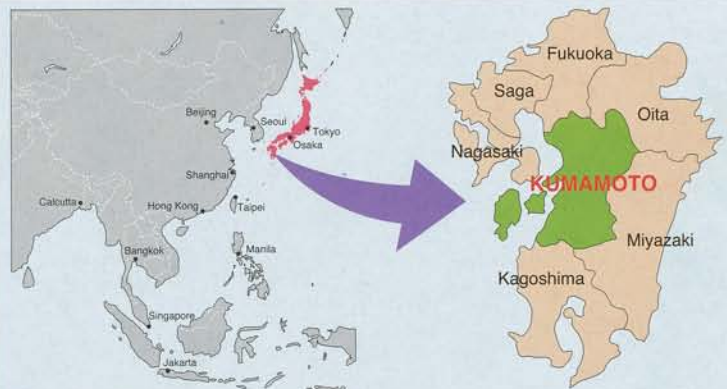 Beijing
Seoul
Tokyo
Osaka
Shanghai
Calcutta
Hong Kong
Taipei
Bangkok
Manila
Singapore
Jakarta
Fukuoka
Saga
Oita
Nagasaki
KUMAMOTO
Miyazaki
Kagoshima